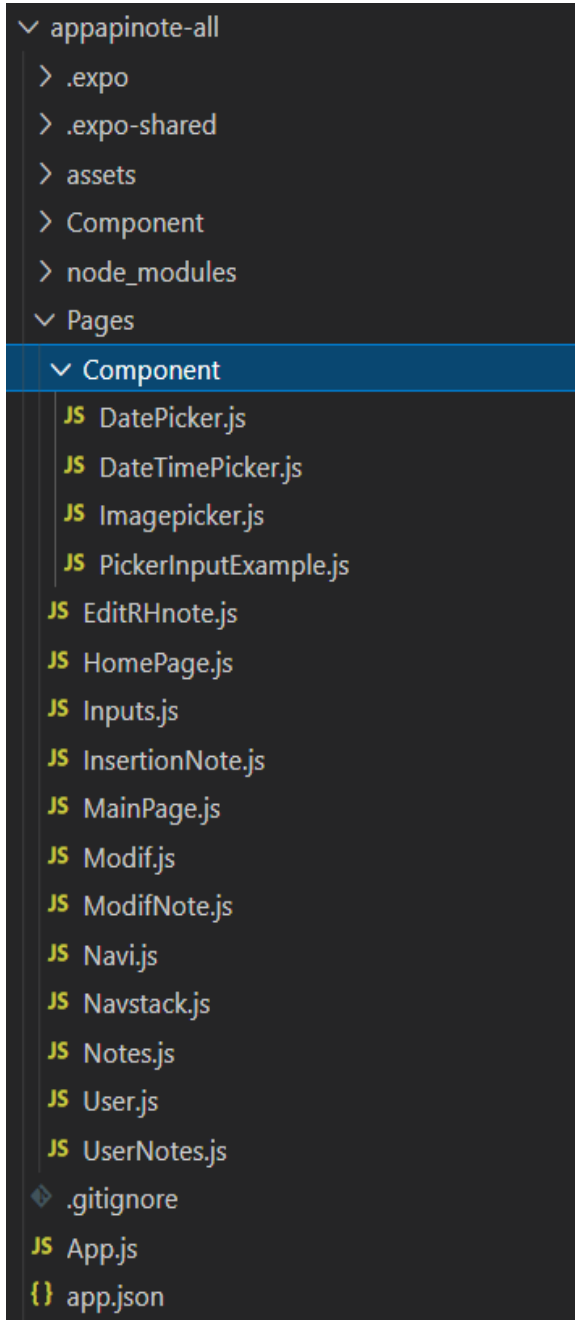 appapinote-all
.expo
.expo-shared
assets
Component
node_modules
Pages
Component
JS DatePicker.js
JS DateTimePicker.js
JS Imagepicker.js
JS PickerInputExample.js
JS EditRHnote.js
JS HomePage.js
JS Inputs.js
JS InsertionNote.js
JS MainPage.js
JS Modif.js
JS ModifNote.js
JS Navi.js
JS Navstack.js
JS Notes.js
JS User.js
JS UserNotes.js
.gitignore
JS App.js
{} app.json